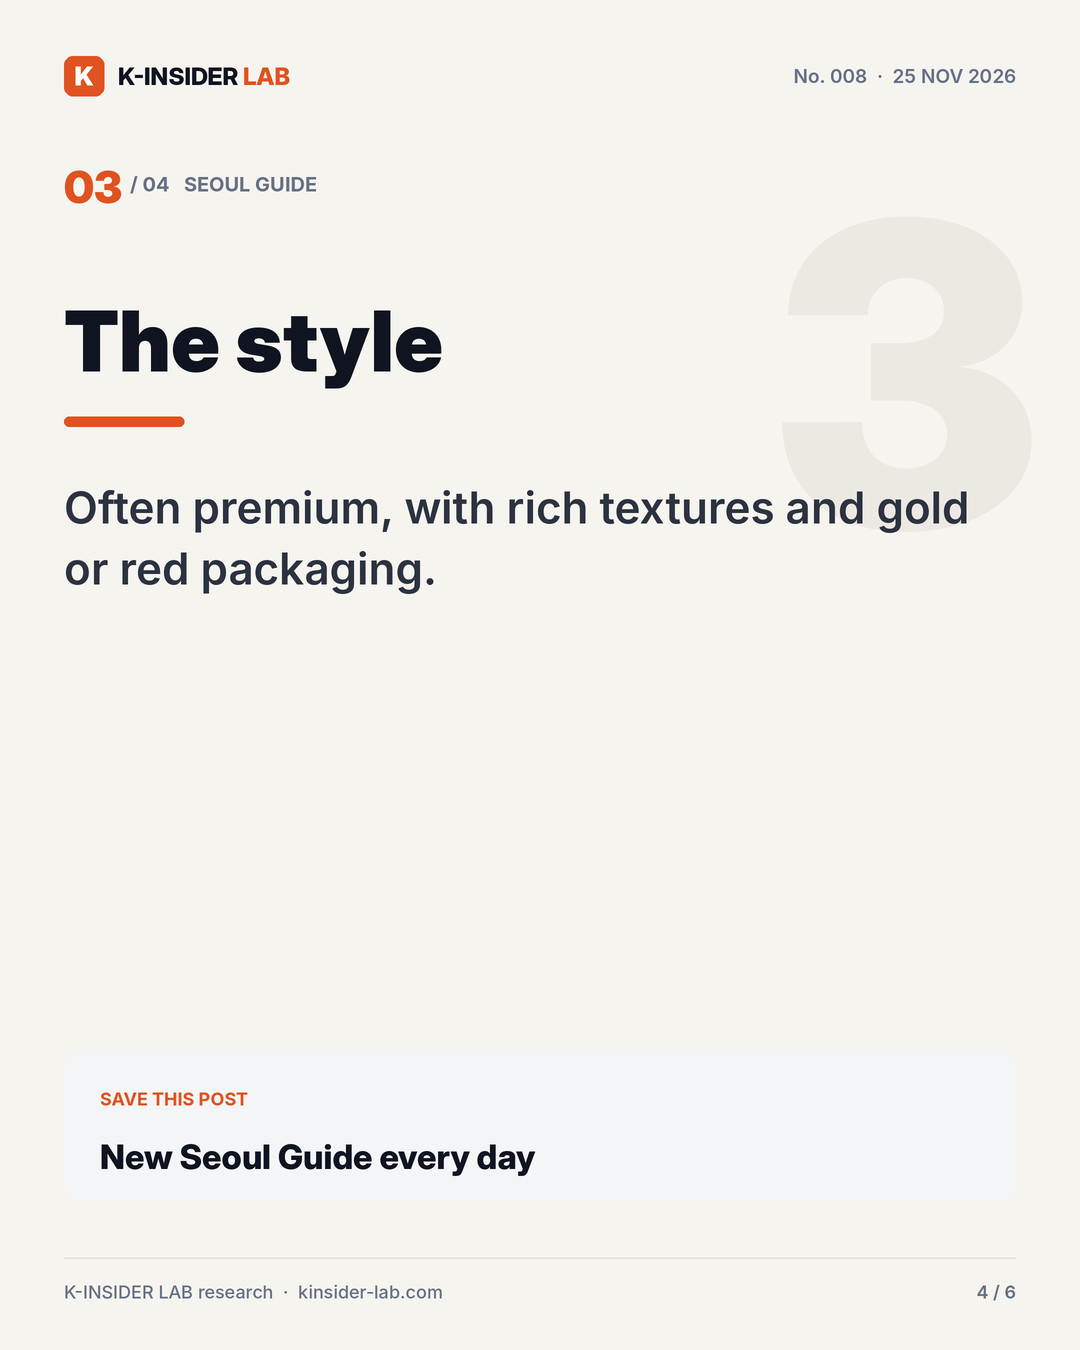 K K-INSIDER LAB
No. 008 · 25 NOV 2026
03 / 04 SEOUL GUIDE
3
The style
Often premium, with rich textures and gold
or red packaging.
SAVE THIS POST
New Seoul Guide every day
K-INSIDER LAB research · kinsider-lab.com
4 / 6